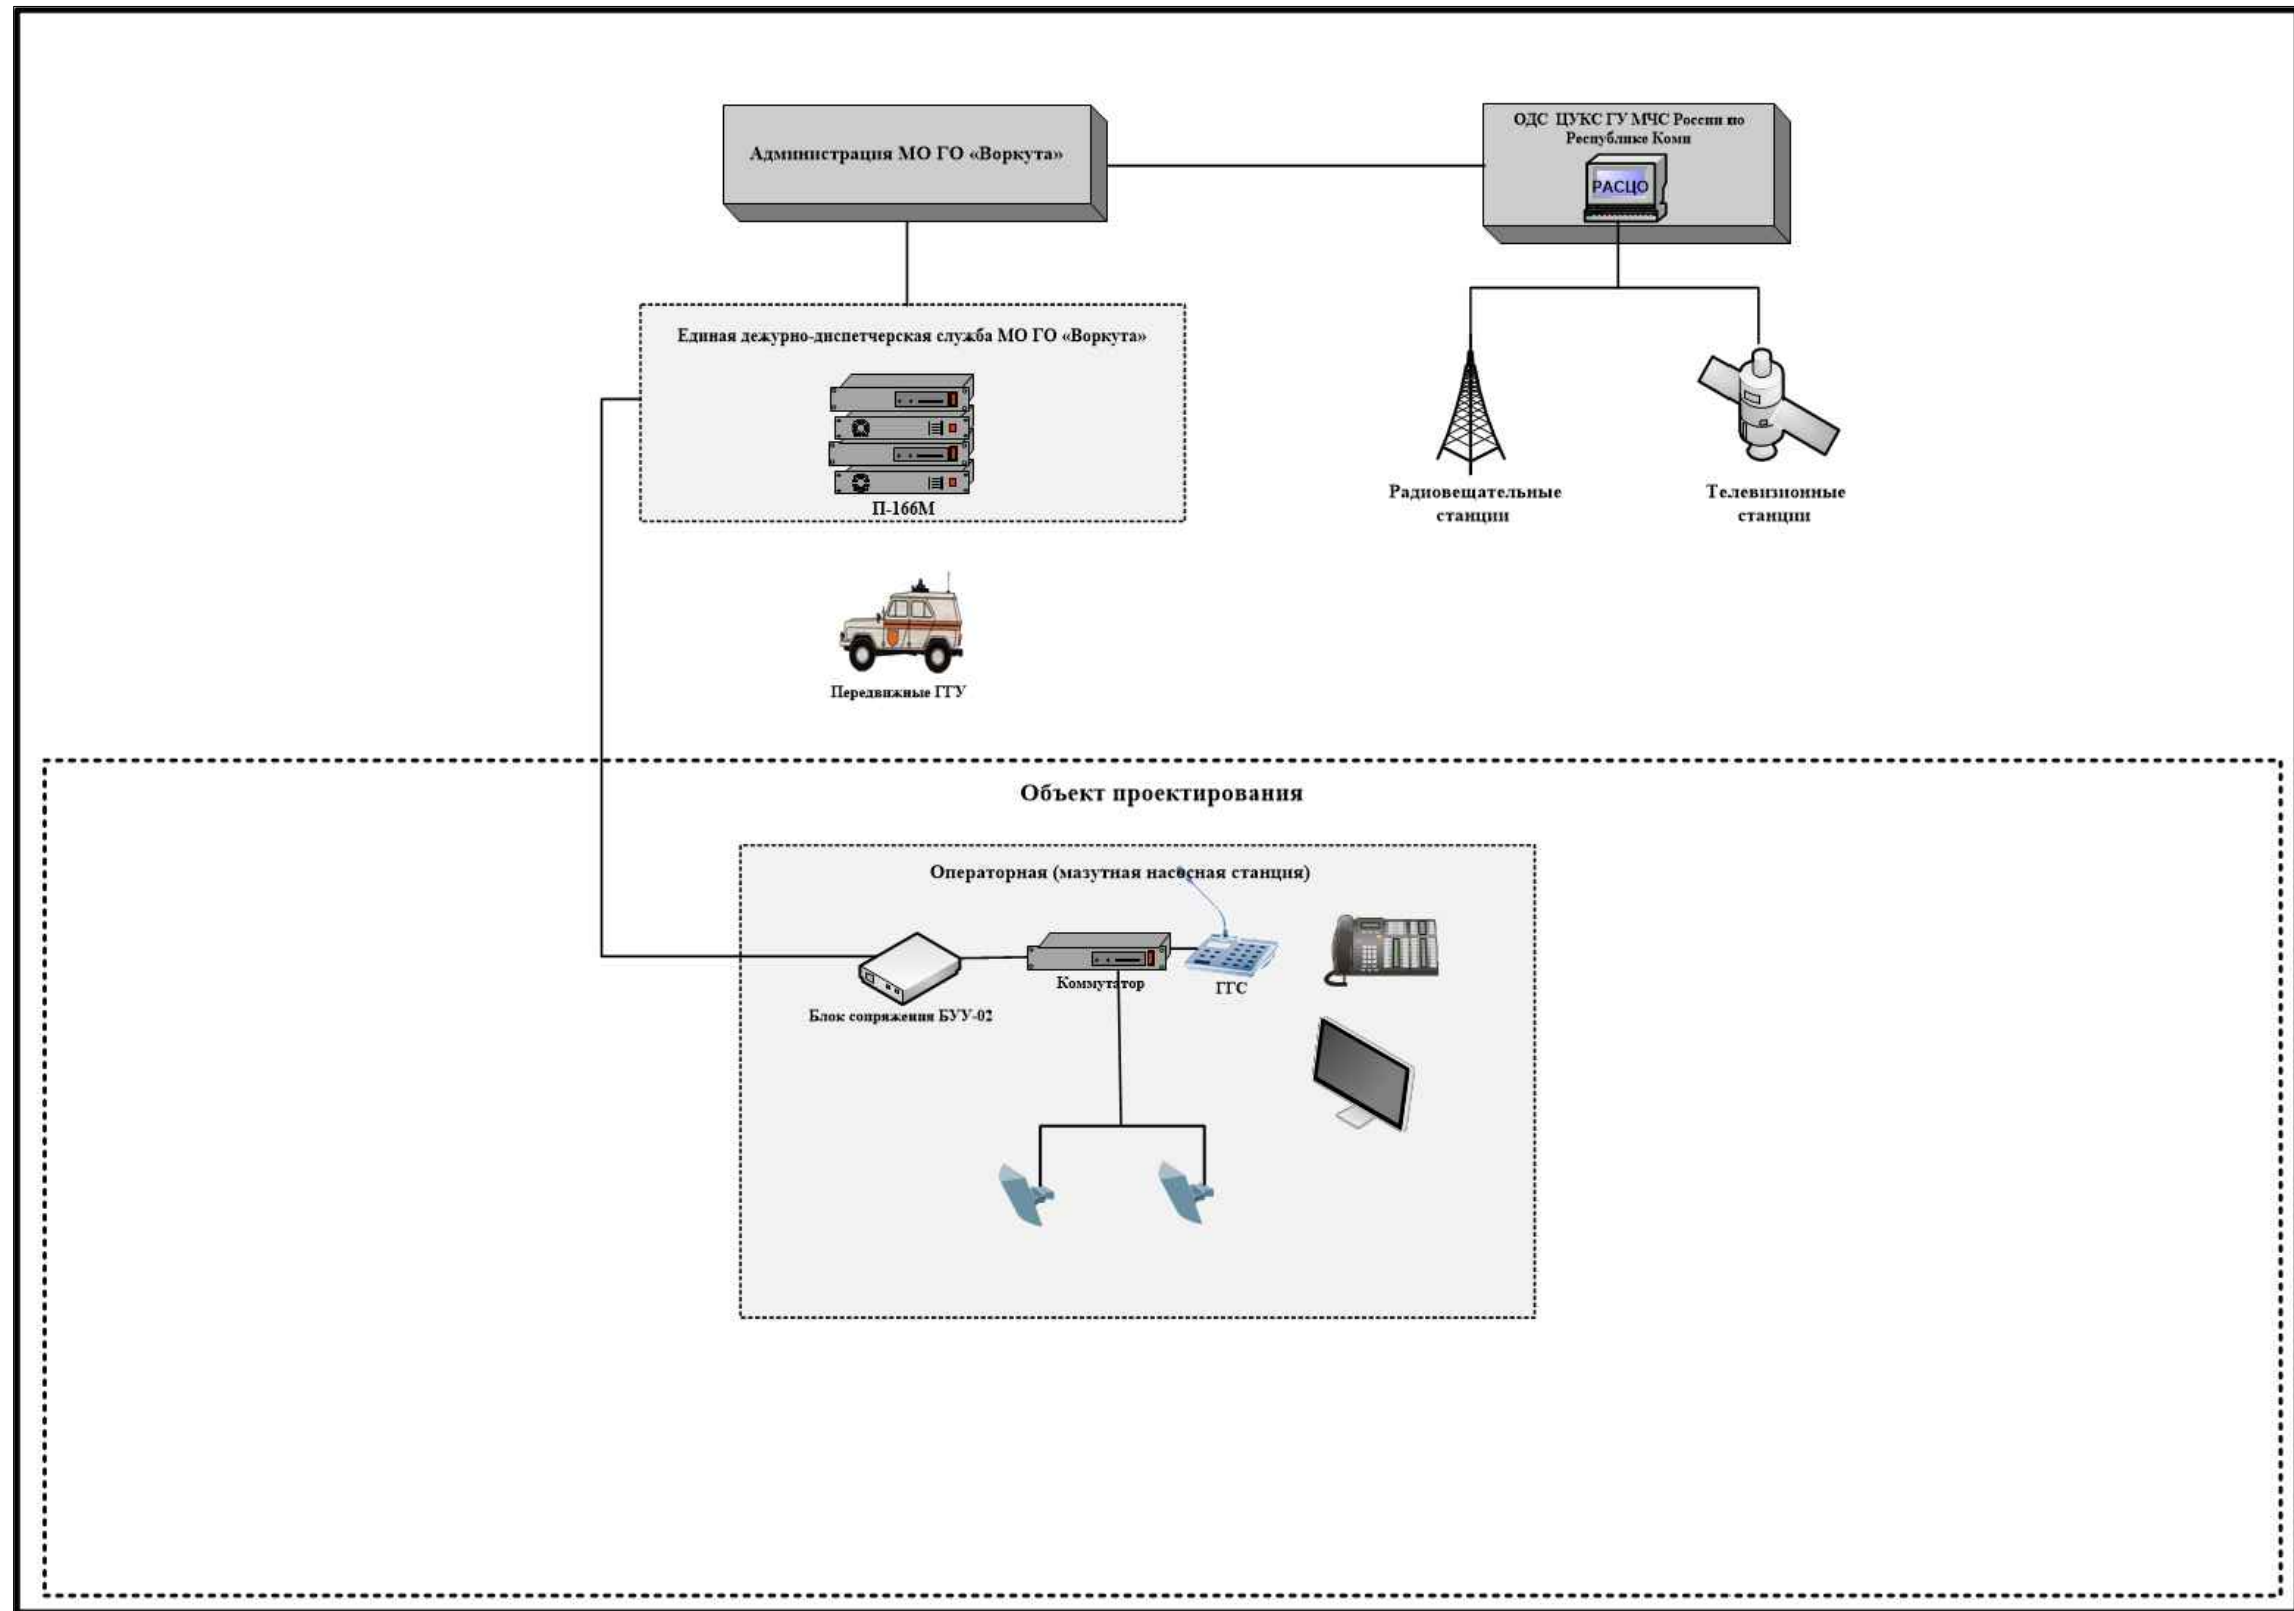 Администрация МО ГО «Воркута»
ОДС ЦУКС ГУ МЧС России по
Республике Коми
РАСЦО
Единая дежурно-диспетчерская служба МО ГО «Воркута»
П-166М
Радиовещательные
станции
Телевизионные
станции
Передвижные ГГУ
Объект проектирования
Операторная (мазутная насосная станция)
Коммутатор
ГГС
Блок сопряжения БУУ-02